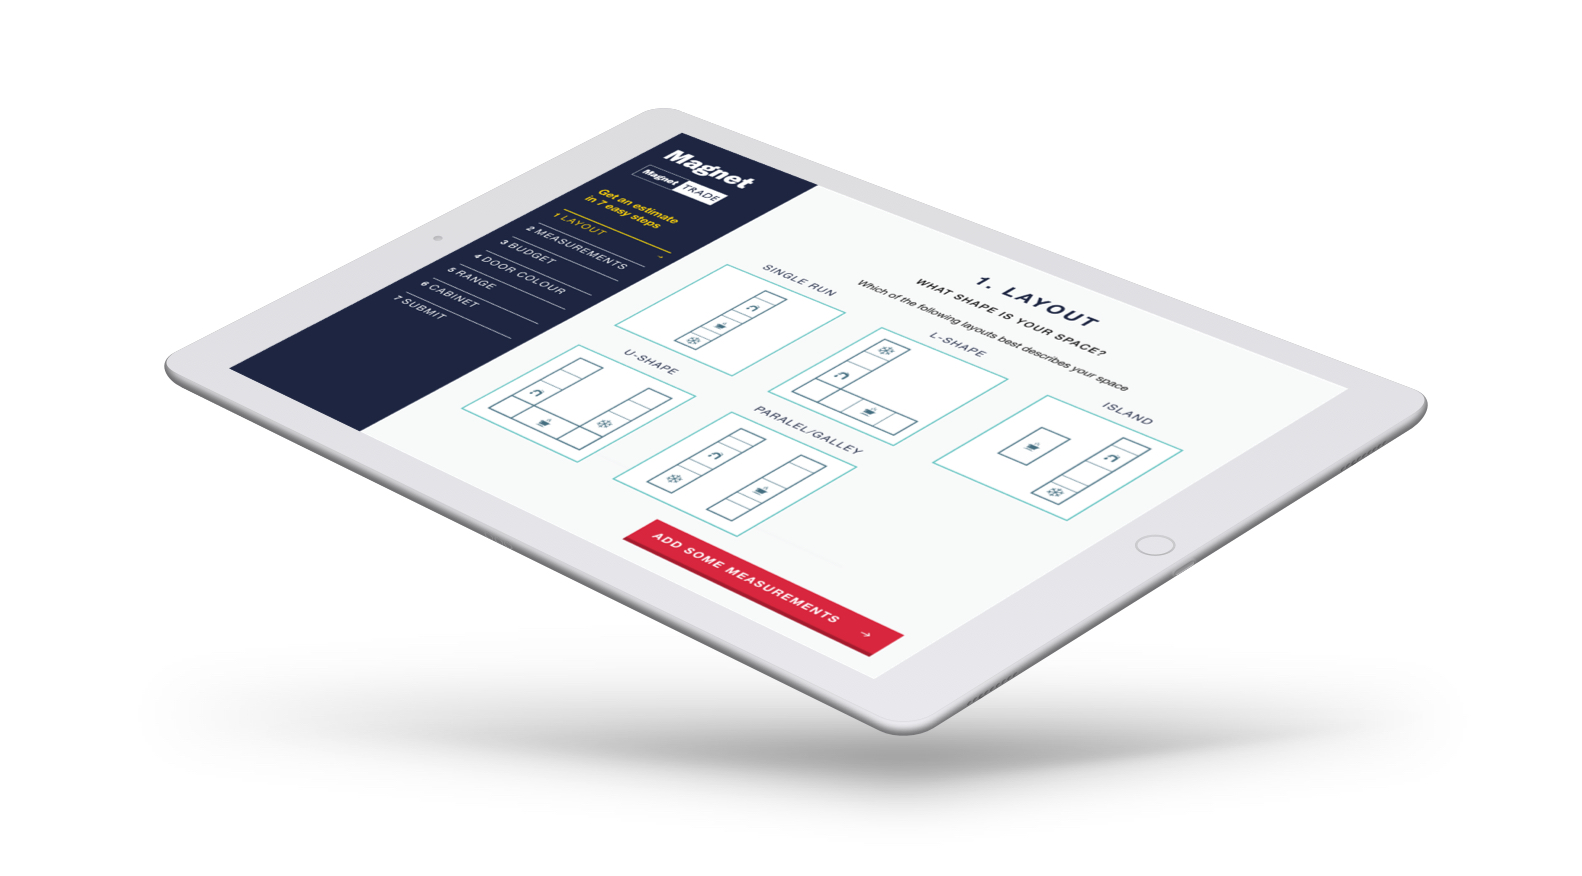 Magnet
Magnet TRADE
Get an estimate
in 7 easy steps
1 LAYOUT →
2 MEASUREMENTS
3 BUDGET
4 DOOR COLOUR
5 RANGE
6 CABINET
7 SUBMIT
1. LAYOUT
WHAT SHAPE IS YOUR SPACE?
Which of the following layouts best describes your space
SINGLE RUN
L-SHAPE
ISLAND
U-SHAPE
PARALEL/GALLEY
ADD SOME MEASUREMENTS →